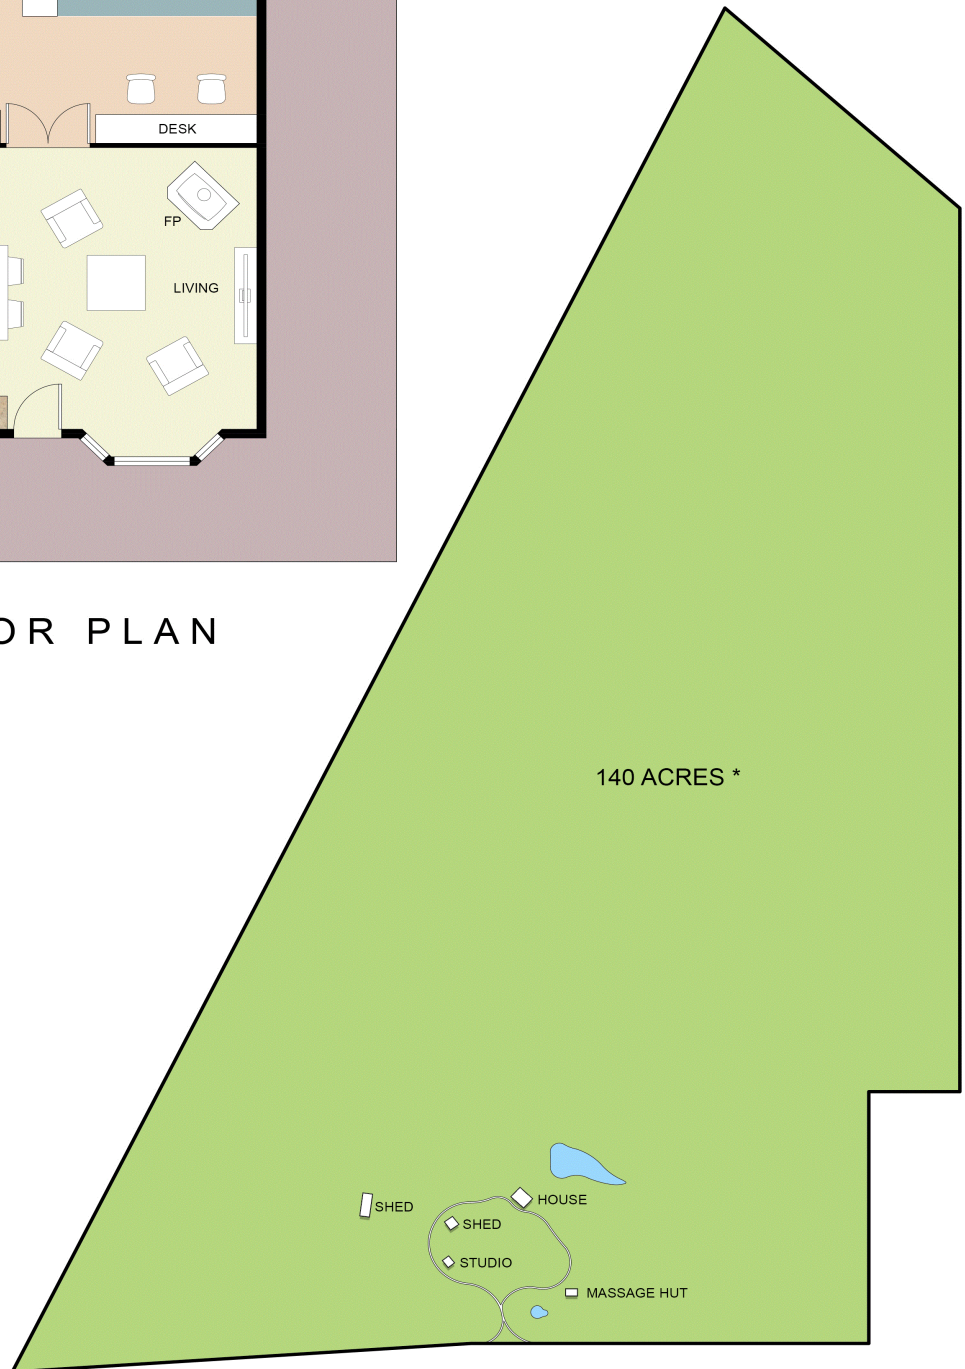 DESK
FP
LIVING
OR PLAN
140 ACRES *
HOUSE
SHED
SHED
STUDIO
MASSAGE HUT